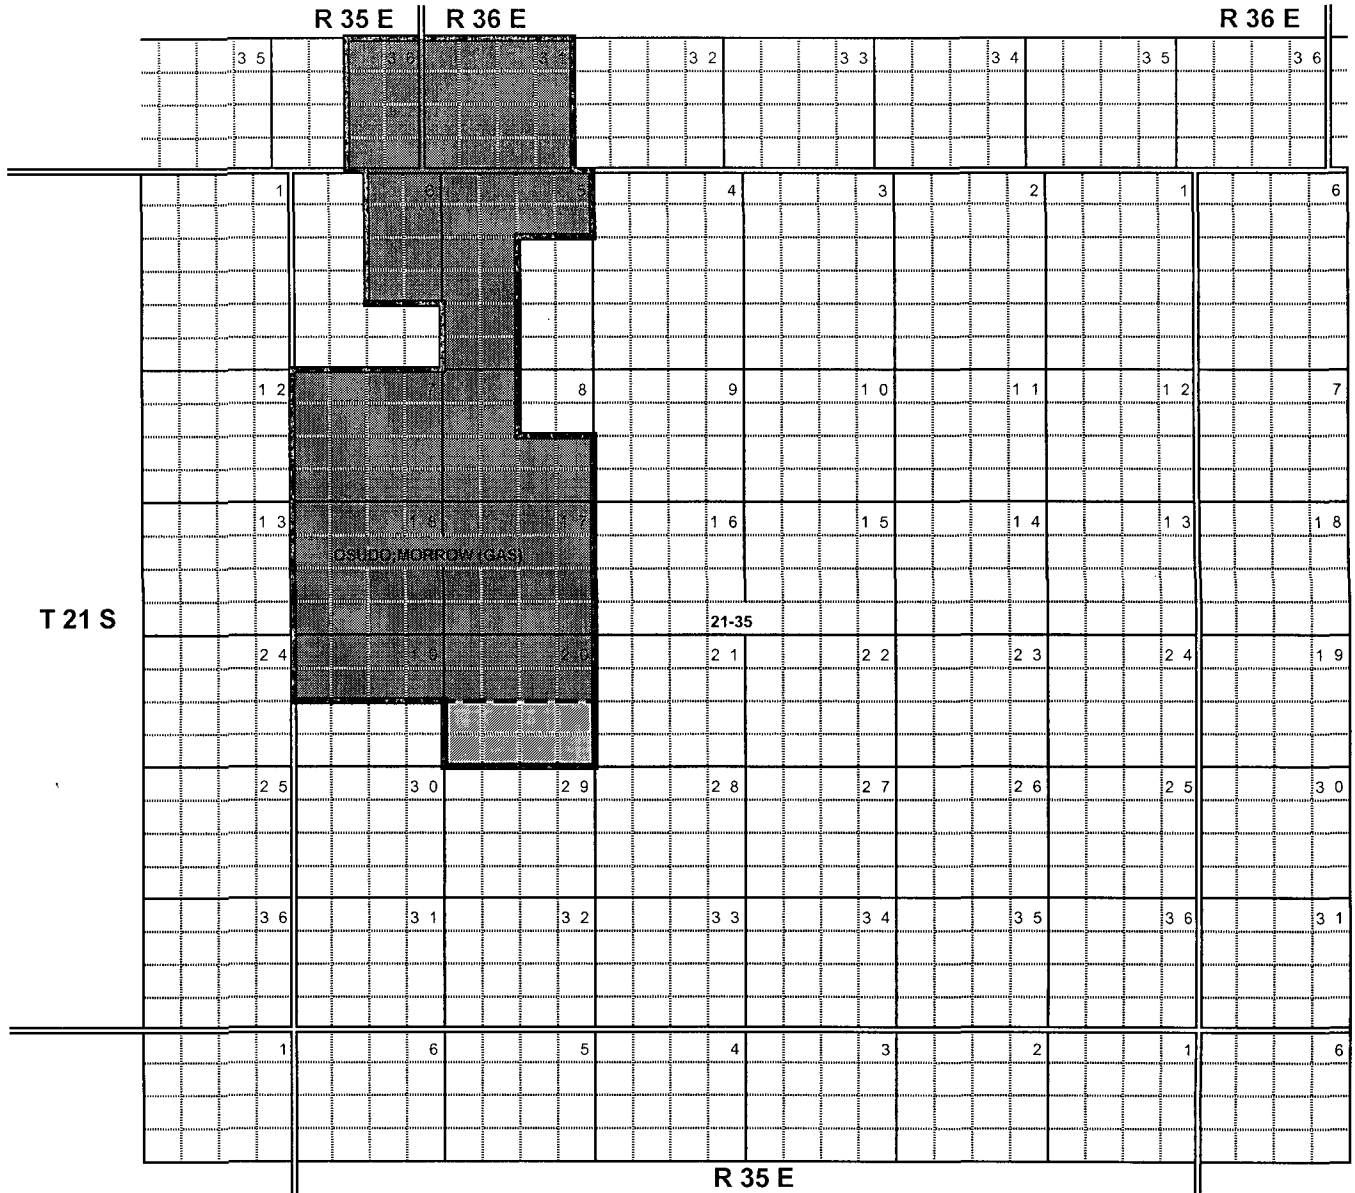 R 35 E R 36 E R 36 E
3 5 3 6 3 1 3 2 3 3 3 4 3 5 3 6
1 6 5 4 3 2 1 6
1 2 7 8 9 1 0 1 1 1 2 7
1 3 1 8 1 7 1 6 1 5 1 4 1 3 1 8
OSUDO;MORROW (GAS)
T 21 S 21-35
2 4 1 9 2 0 2 1 2 2 2 3 2 4 1 9
2 5 3 0 2 9 2 8 2 7 2 6 2 5 3 0
3 6 3 1 3 2 3 3 3 4 3 5 3 6 3 1
1 6 5 4 3 2 1 6
R 35 E